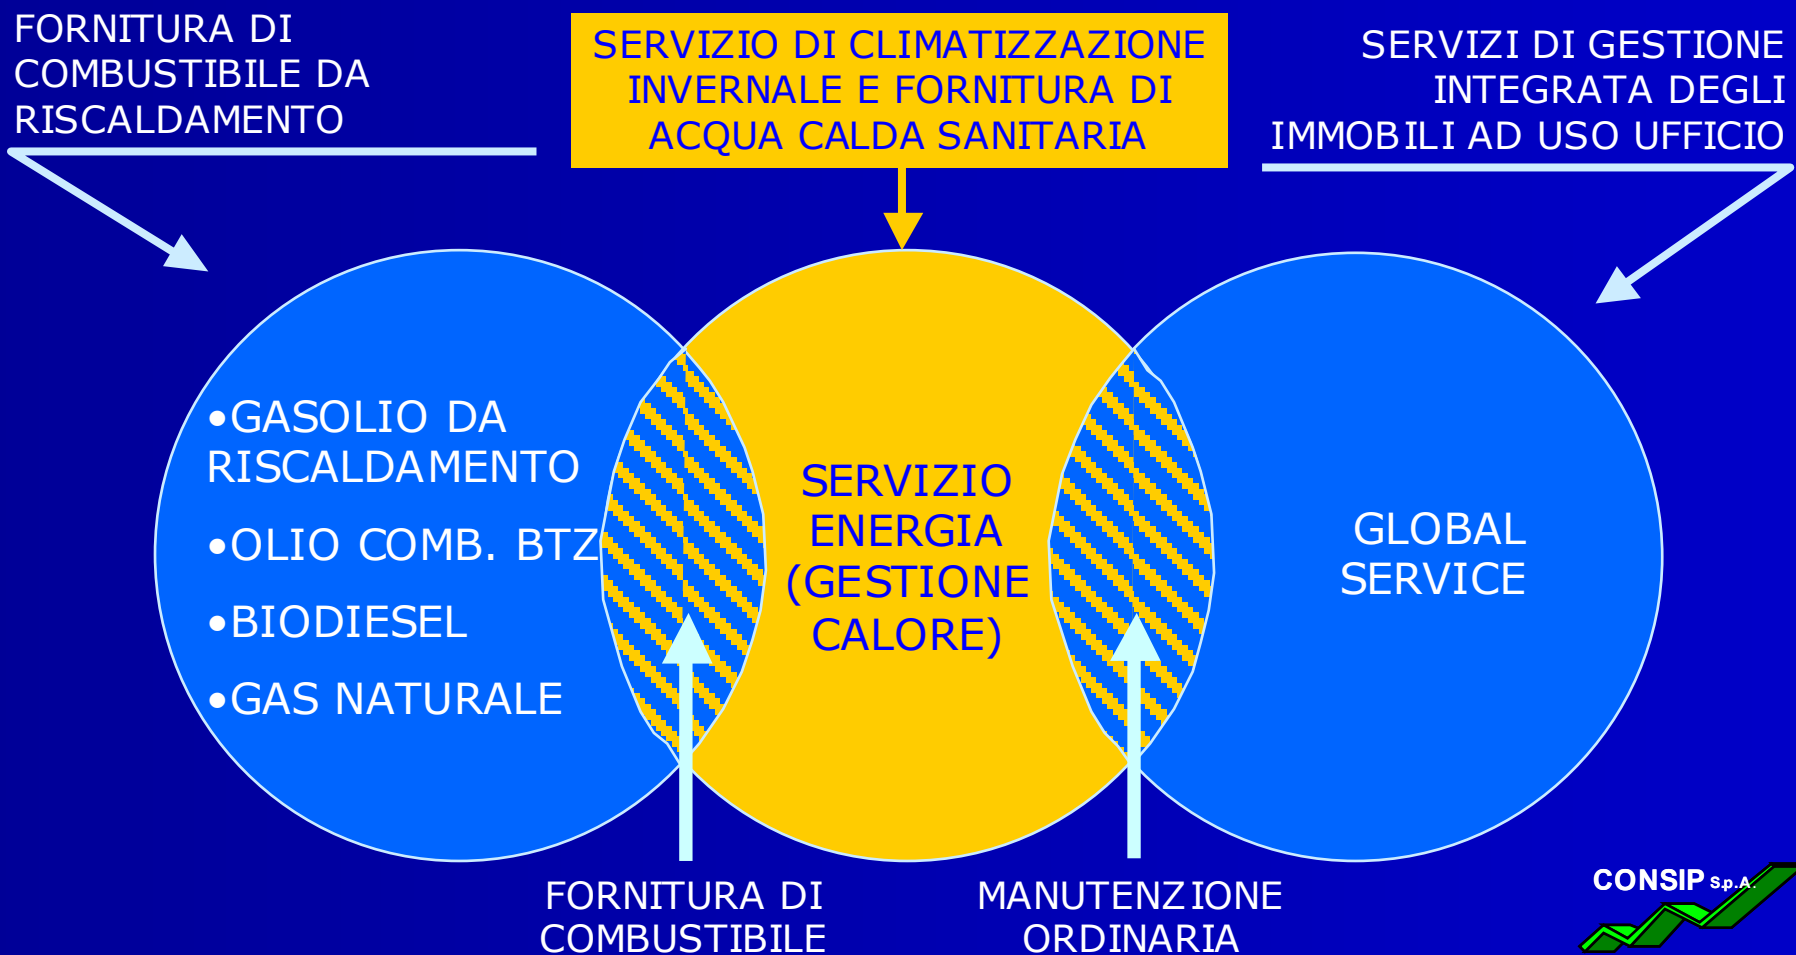 FORNITURA DI
COMBUSTIBILE DA
RISCALDAMENTO
SERVIZIO DI CLIMATIZZAZIONE
INVERNALE E FORNITURA DI
ACQUA CALDA SANITARIA
SERVIZI DI GESTIONE
INTEGRATA DEGLI
IMMOBILI AD USO UFFICIO
•GASOLIO DA
RISCALDAMENTO
•OLIO COMB. BTZ
•BIODIESEL
•GAS NATURALE
SERVIZIO
ENERGIA
(GESTIONE
CALORE)
GLOBAL
SERVICE
FORNITURA DI
COMBUSTIBILE
MANUTENZIONE
ORDINARIA
CONSIP S.p.A.